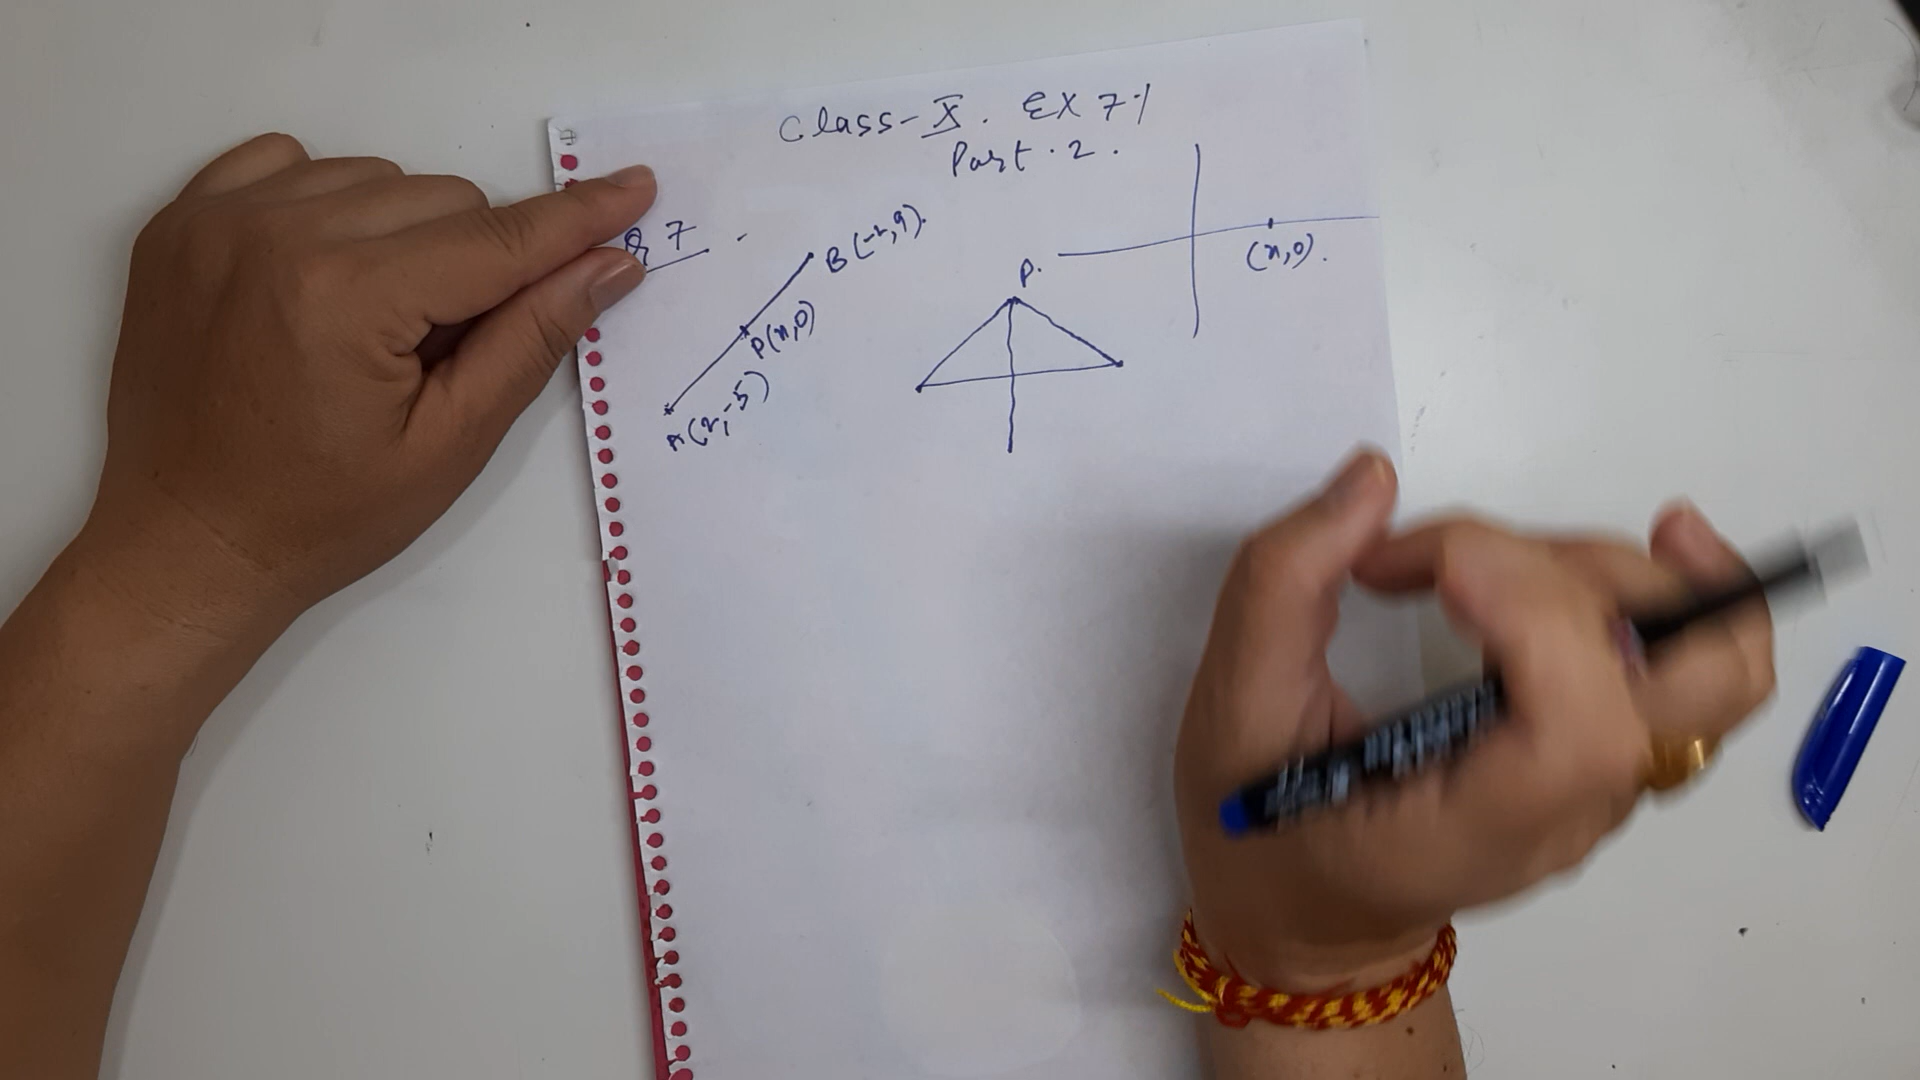 Class-X. EX 7.1
Part.2.
Q 7
B(-2,9).
P(x,0)
A(2,-5)
P.
(x,0).